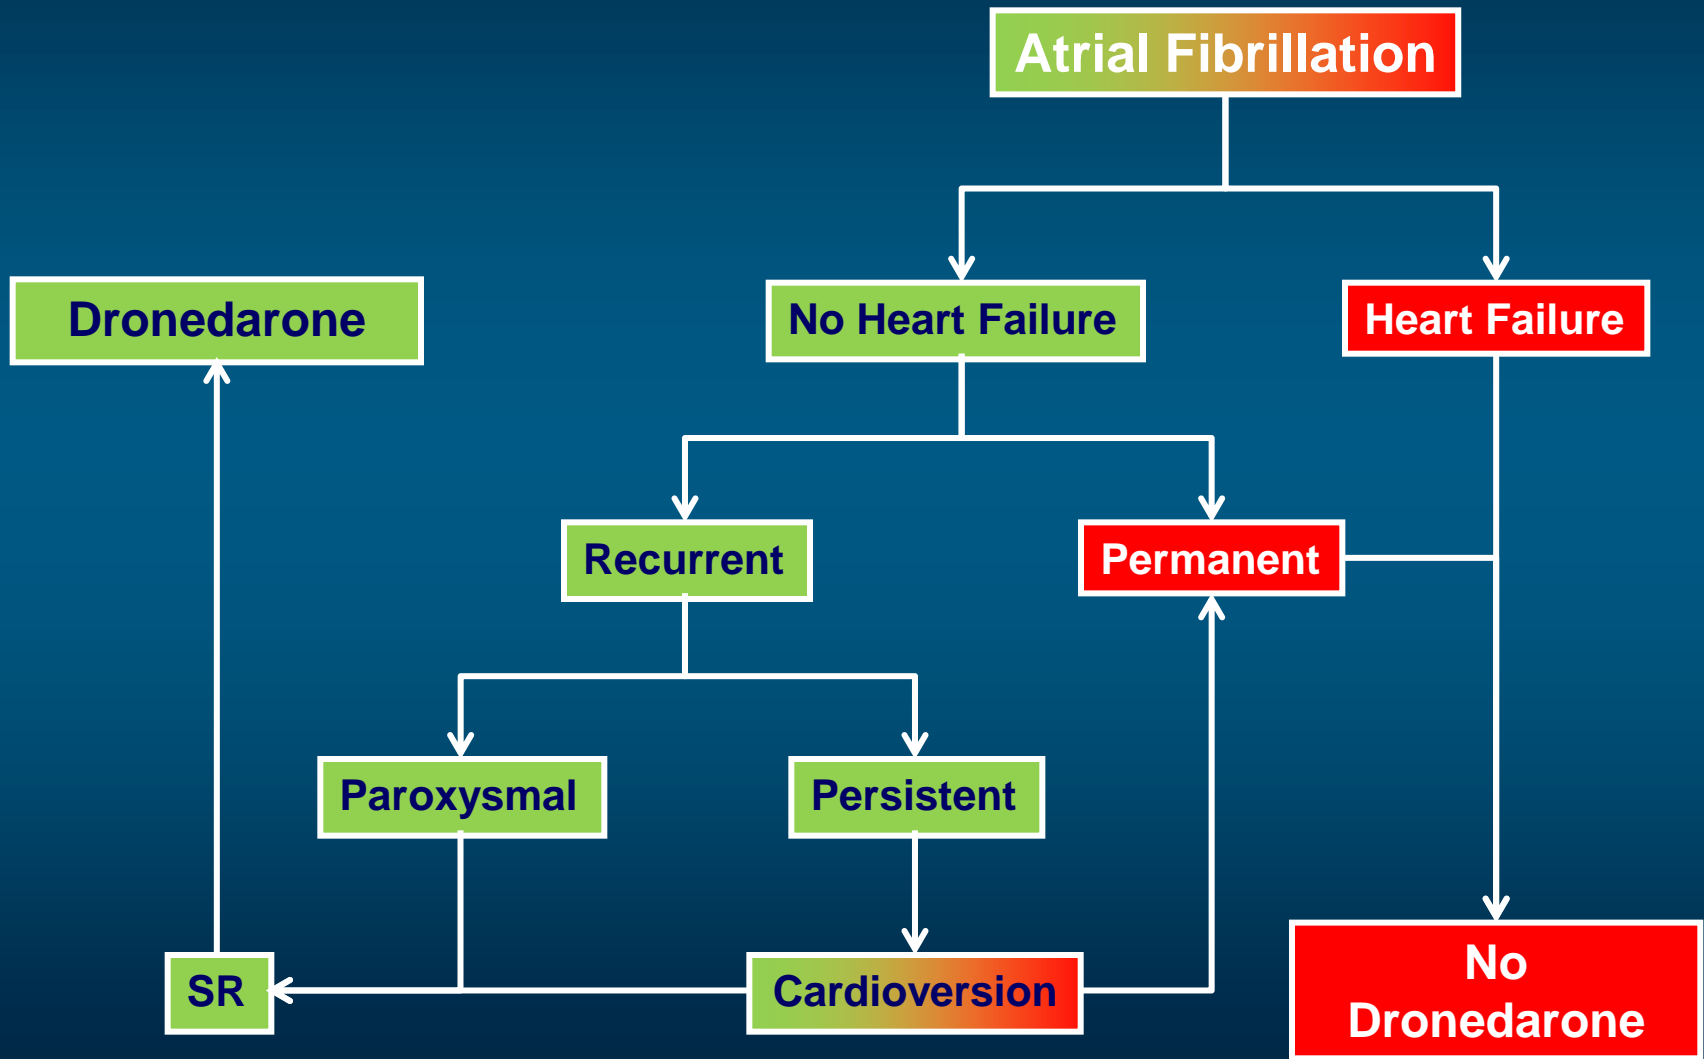 Atrial Fibrillation
Dronedarone
No Heart Failure
Heart Failure
Recurrent
Permanent
Paroxysmal
Persistent
SR
Cardioversion
No
Dronedarone